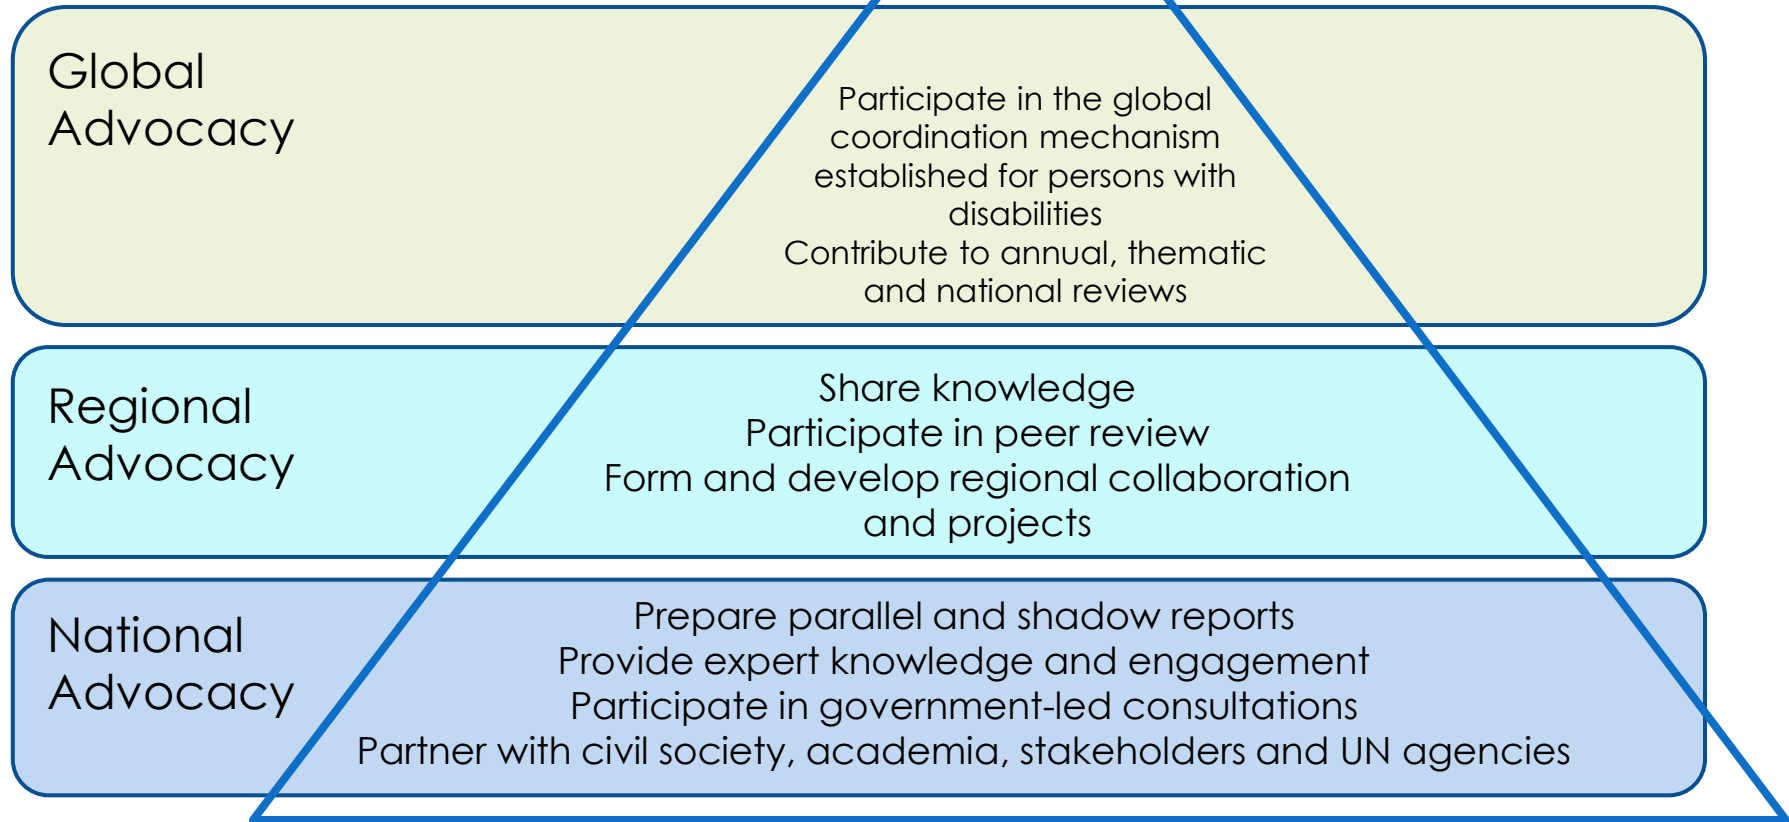 Global
Advocacy
Participate in the global
coordination mechanism
established for persons with
disabilities
Contribute to annual, thematic
and national reviews
Regional
Advocacy
Share knowledge
Participate in peer review
Form and develop regional collaboration
and projects
National
Advocacy
Prepare parallel and shadow reports
Provide expert knowledge and engagement
Participate in government-led consultations
Partner with civil society, academia, stakeholders and UN agencies